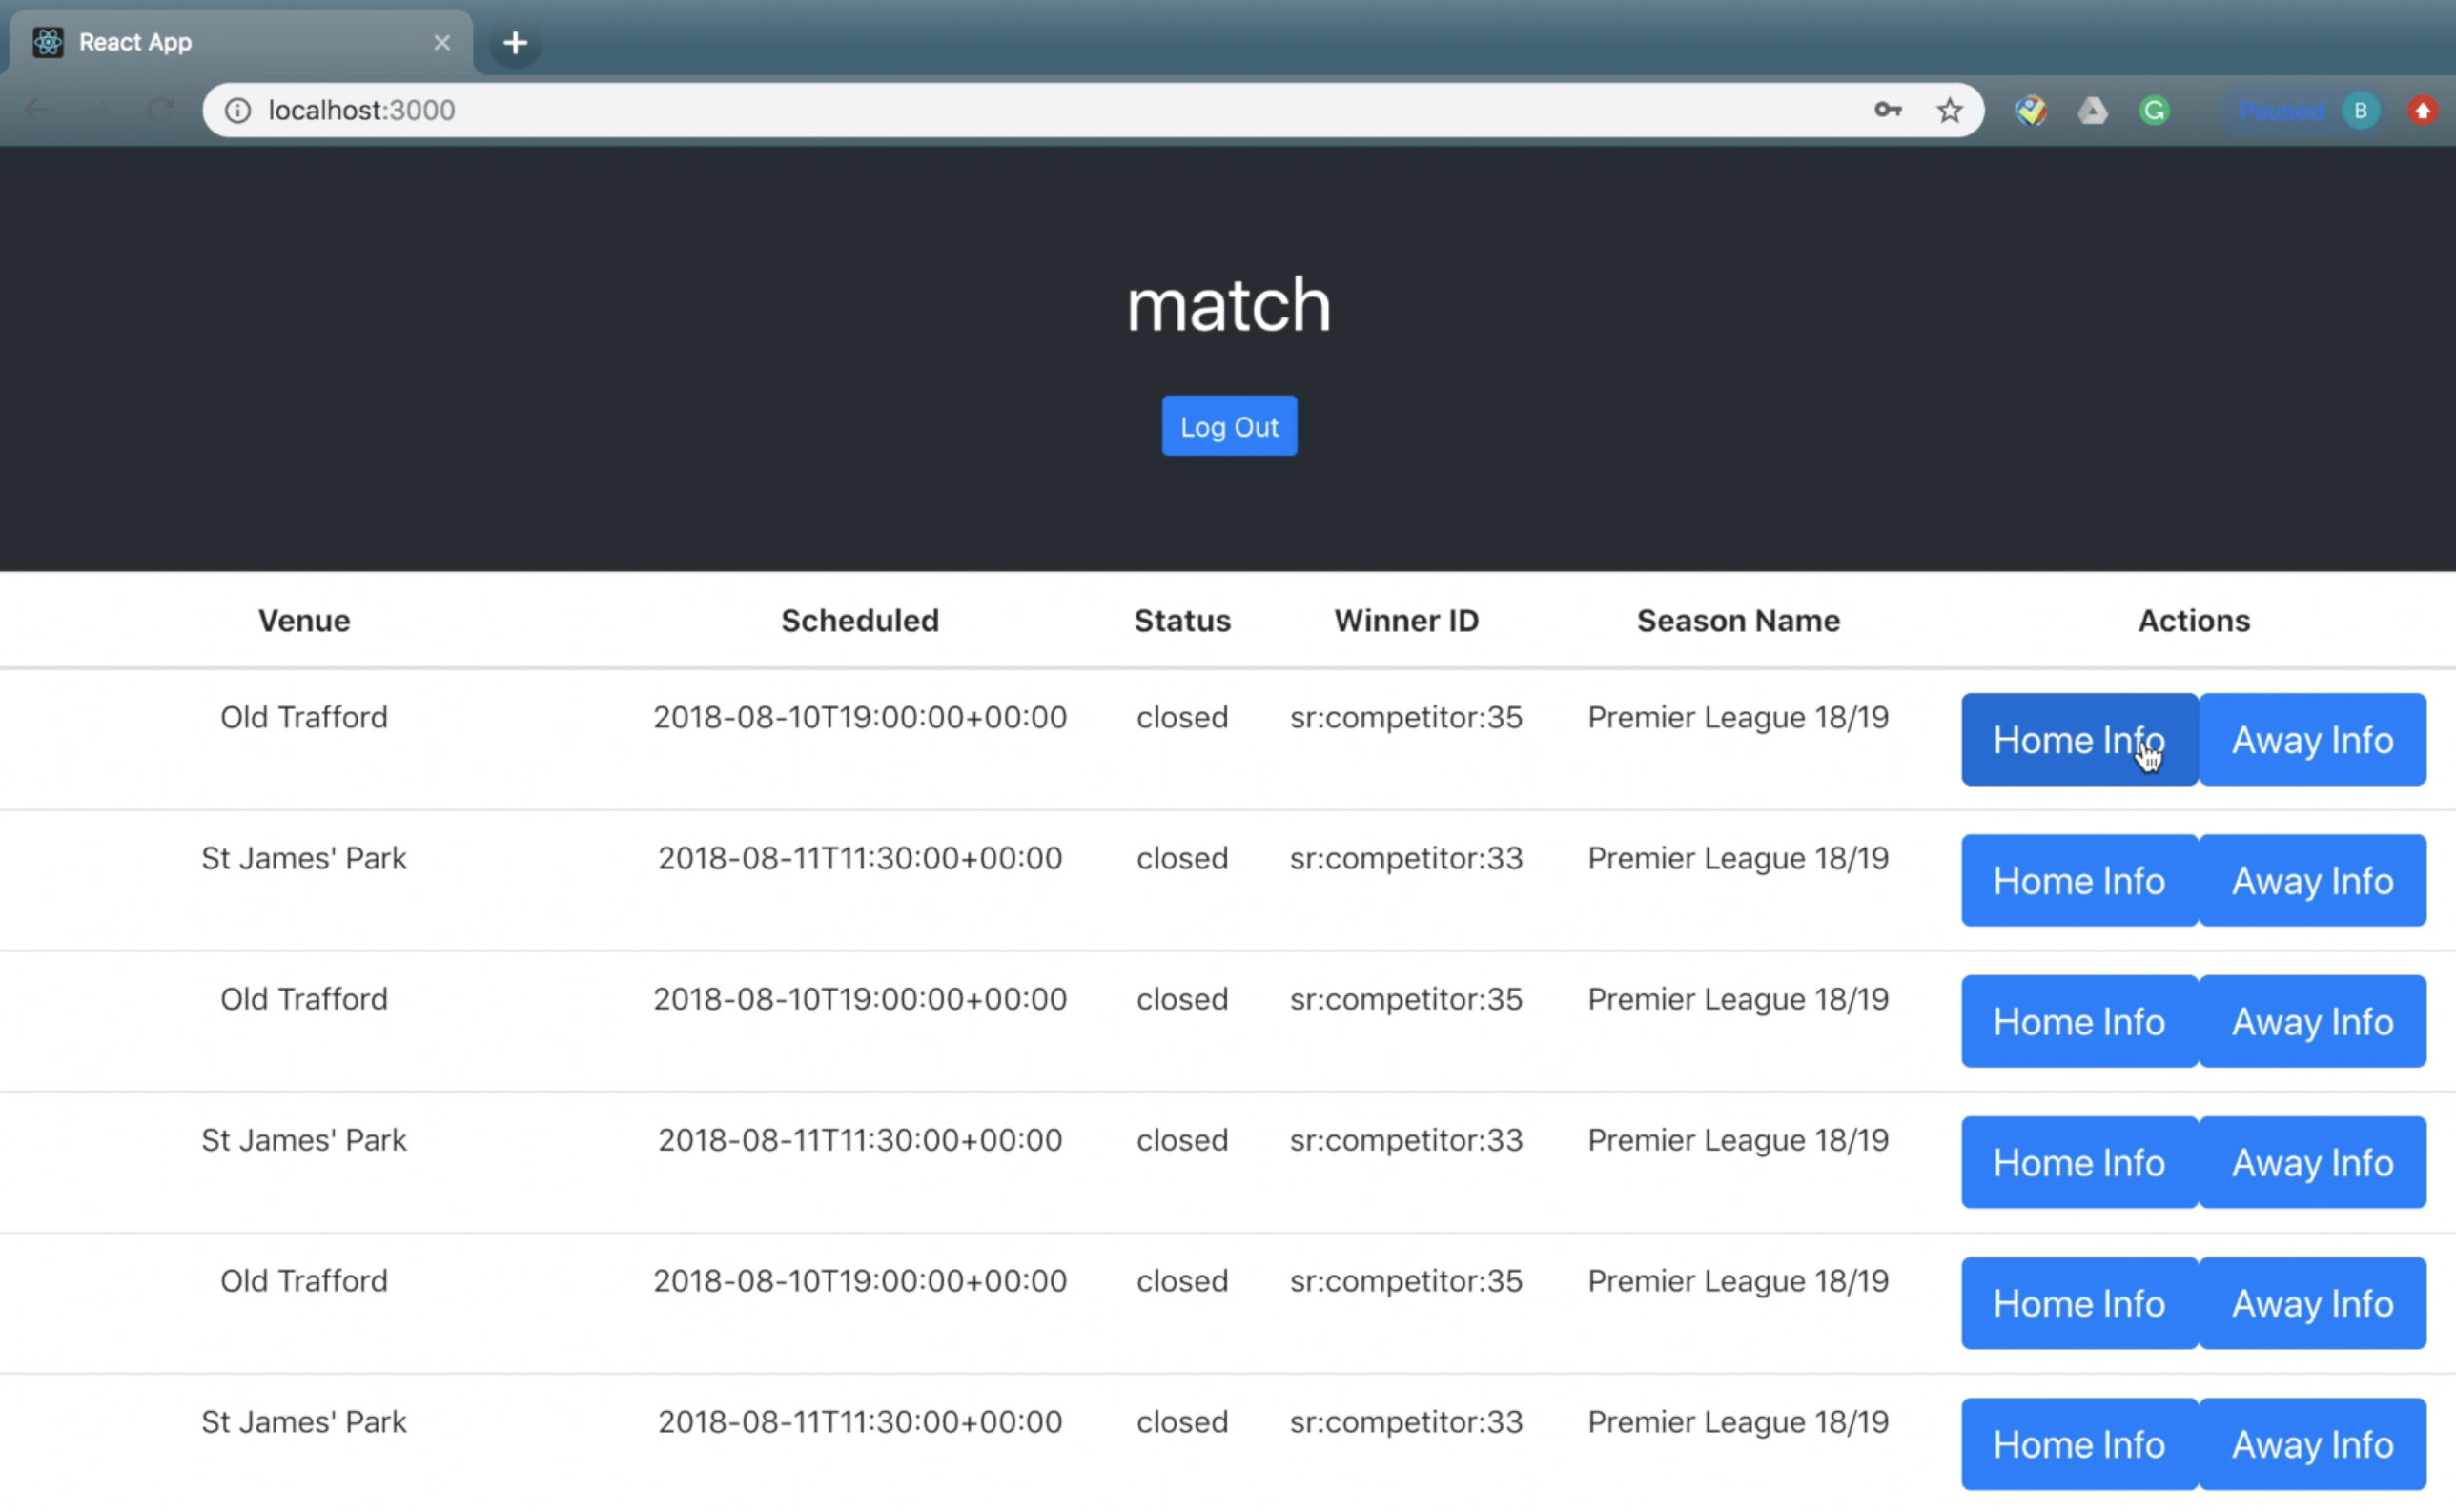 React App
localhost:3000
Paused B
match
Log Out
Venue Scheduled Status Winner ID Season Name Actions
Old Trafford 2018-08-10T19:00:00+00:00 closed sr:competitor:35 Premier League 18/19 Home Info Away Info
St James' Park 2018-08-11T11:30:00+00:00 closed sr:competitor:33 Premier League 18/19 Home Info Away Info
Old Trafford 2018-08-10T19:00:00+00:00 closed sr:competitor:35 Premier League 18/19 Home Info Away Info
St James' Park 2018-08-11T11:30:00+00:00 closed sr:competitor:33 Premier League 18/19 Home Info Away Info
Old Trafford 2018-08-10T19:00:00+00:00 closed sr:competitor:35 Premier League 18/19 Home Info Away Info
St James' Park 2018-08-11T11:30:00+00:00 closed sr:competitor:33 Premier League 18/19 Home Info Away Info